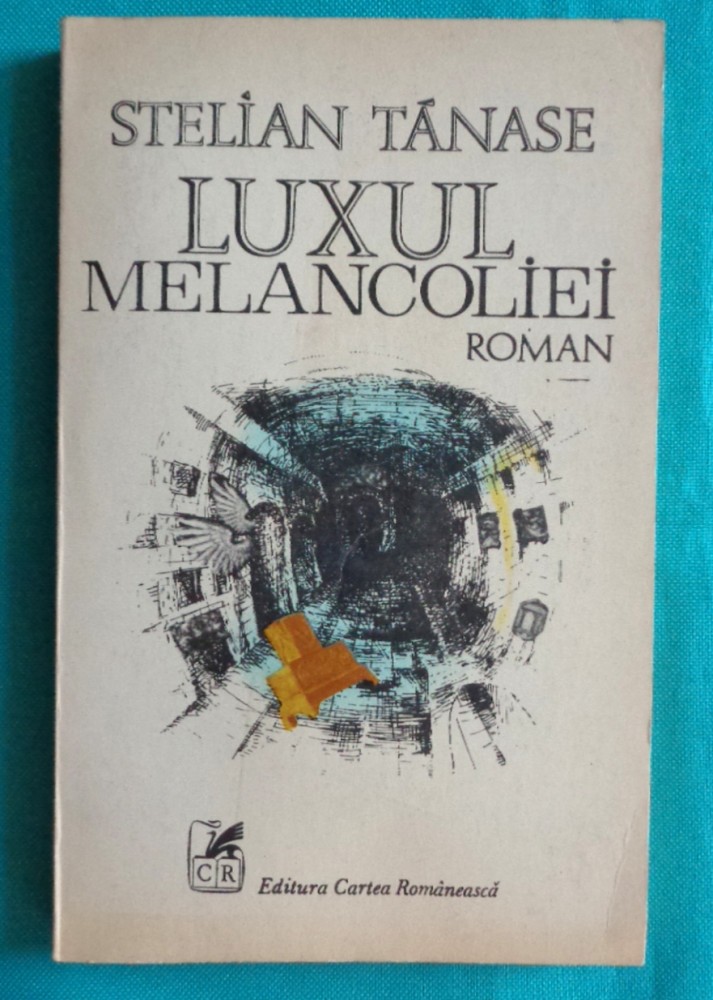 STELIAN TĂNASE
LUXUL
MELANCOLIEI
ROMAN
CR
Editura Cartea Românească